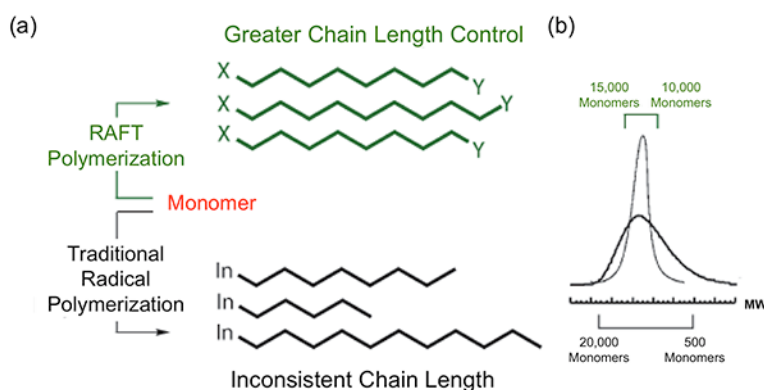 (a)
Greater Chain Length Control
X
Y
X
Y
X
Y
RAFT
Polymerization
Monomer
Traditional
Radical
Polymerization
In
In
In
Inconsistent Chain Length
(b)
15,000 10,000
Monomers Monomers
MW
20,000 500
Monomers Monomers